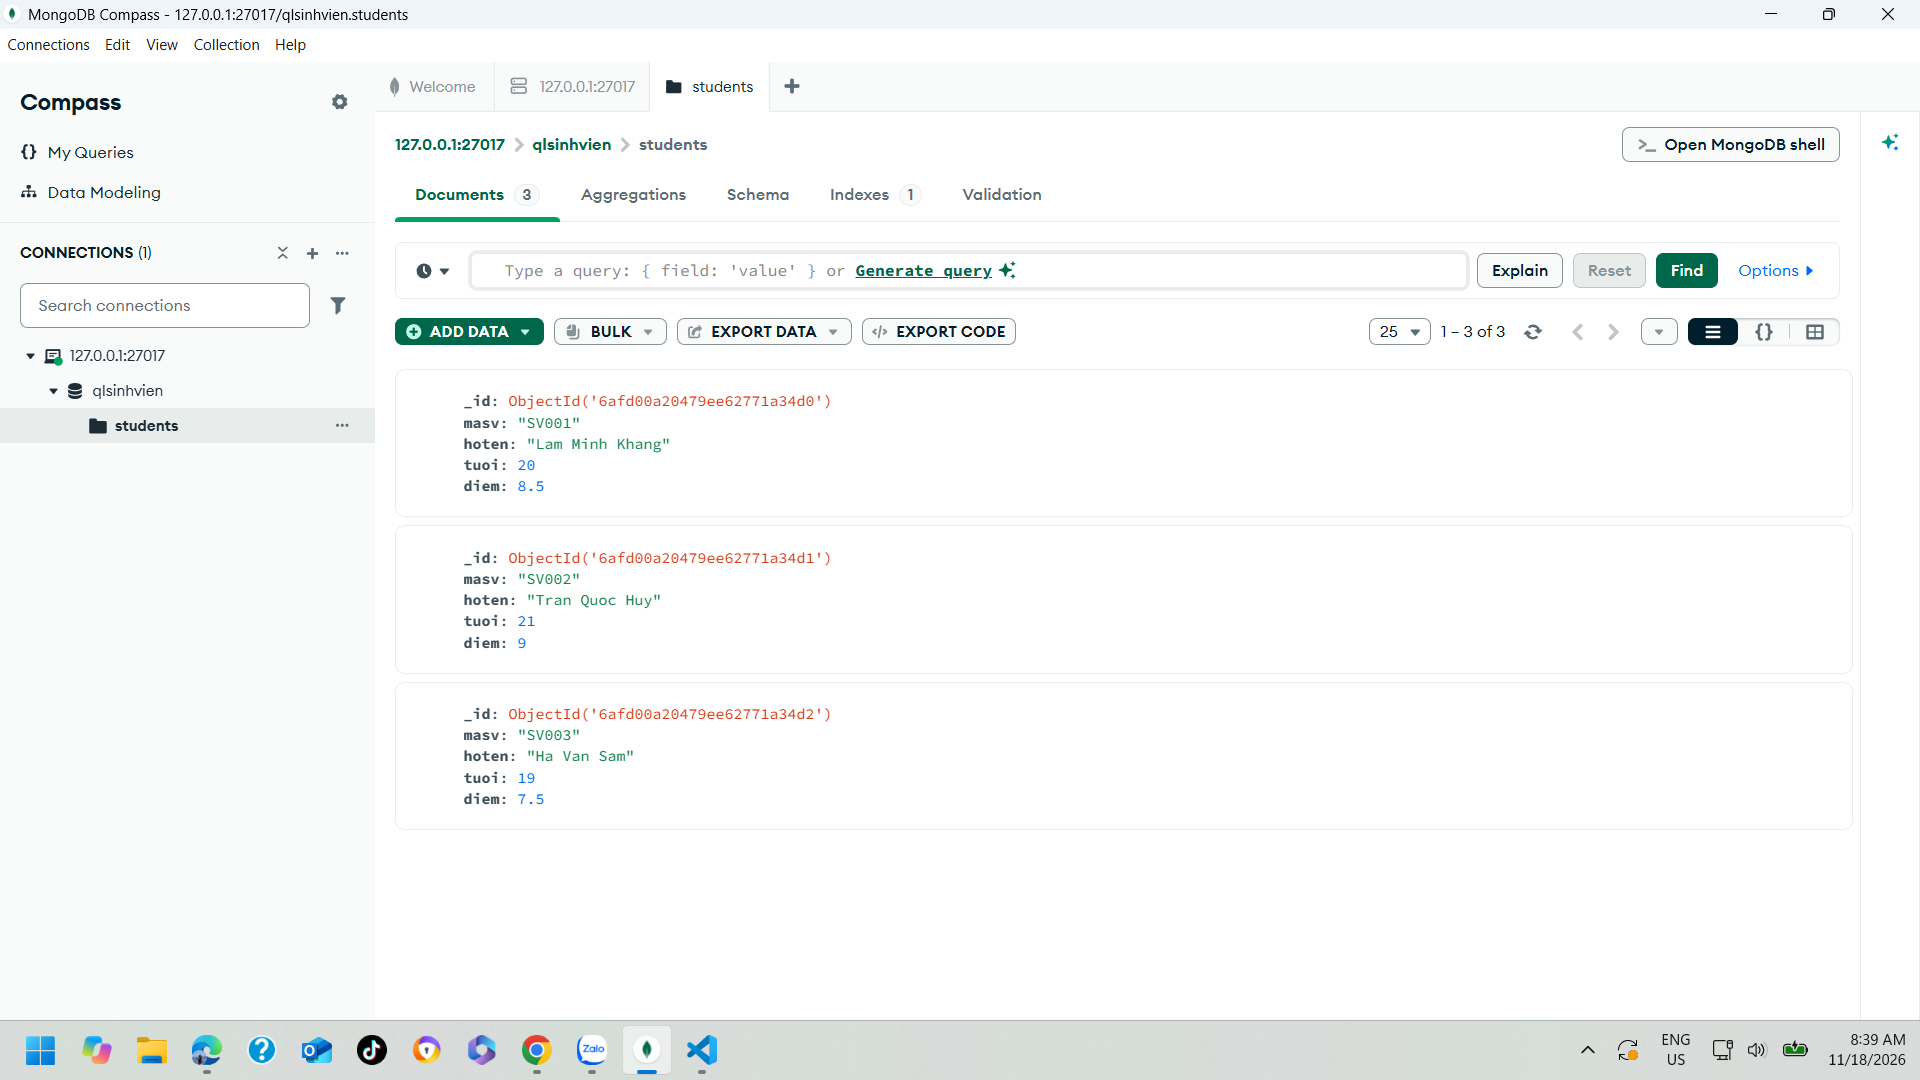 MongoDB Compass - 127.0.0.1:27017/qlsinhvien.students
Connections Edit View Collection Help
Compass
My Queries
Data Modeling
CONNECTIONS (1)
Search connections
127.0.0.1:27017
qlsinhvien
students
Welcome 127.0.0.1:27017 students
127.0.0.1:27017 > qlsinhvien > students
>_ Open MongoDB shell
Documents 3 Aggregations Schema Indexes 1 Validation
Type a query: { field: 'value' } or Generate query
Explain Reset Find Options
ADD DATA BULK EXPORT DATA EXPORT CODE
25 1 – 3 of 3
_id: ObjectId('6afd00a20479ee62771a34d0')
masv: "SV001"
hoten: "Lam Minh Khang"
tuoi: 20
diem: 8.5
_id: ObjectId('6afd00a20479ee62771a34d1')
masv: "SV002"
hoten: "Tran Quoc Huy"
tuoi: 21
diem: 9
_id: ObjectId('6afd00a20479ee62771a34d2')
masv: "SV003"
hoten: "Ha Van Sam"
tuoi: 19
diem: 7.5
Zalo
ENG
US
8:39 AM
11/18/2026